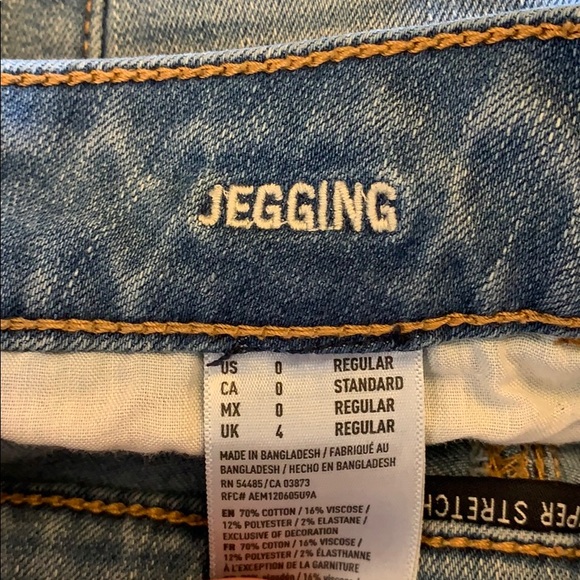 JEGGING
US 0 REGULAR
CA 0 STANDARD
MX 0 REGULAR
UK 4 REGULAR
MADE IN BANGLADESH / FABRIQUÉ AU
BANGLADESH / HECHO EN BANGLADESH
RN 54485/CA 03873
RFC# AEM120605U9A
EN 70% COTTON / 16% VISCOSE /
12% POLYESTER / 2% ELASTANE /
EXCLUSIVE OF DECORATION
FR 70% COTON / 16% VISCOSE /
12% POLYESTER / 2% ÉLASTHANNE
À L'EXCEPTION DE LA GARNITURE
PER STRETCH